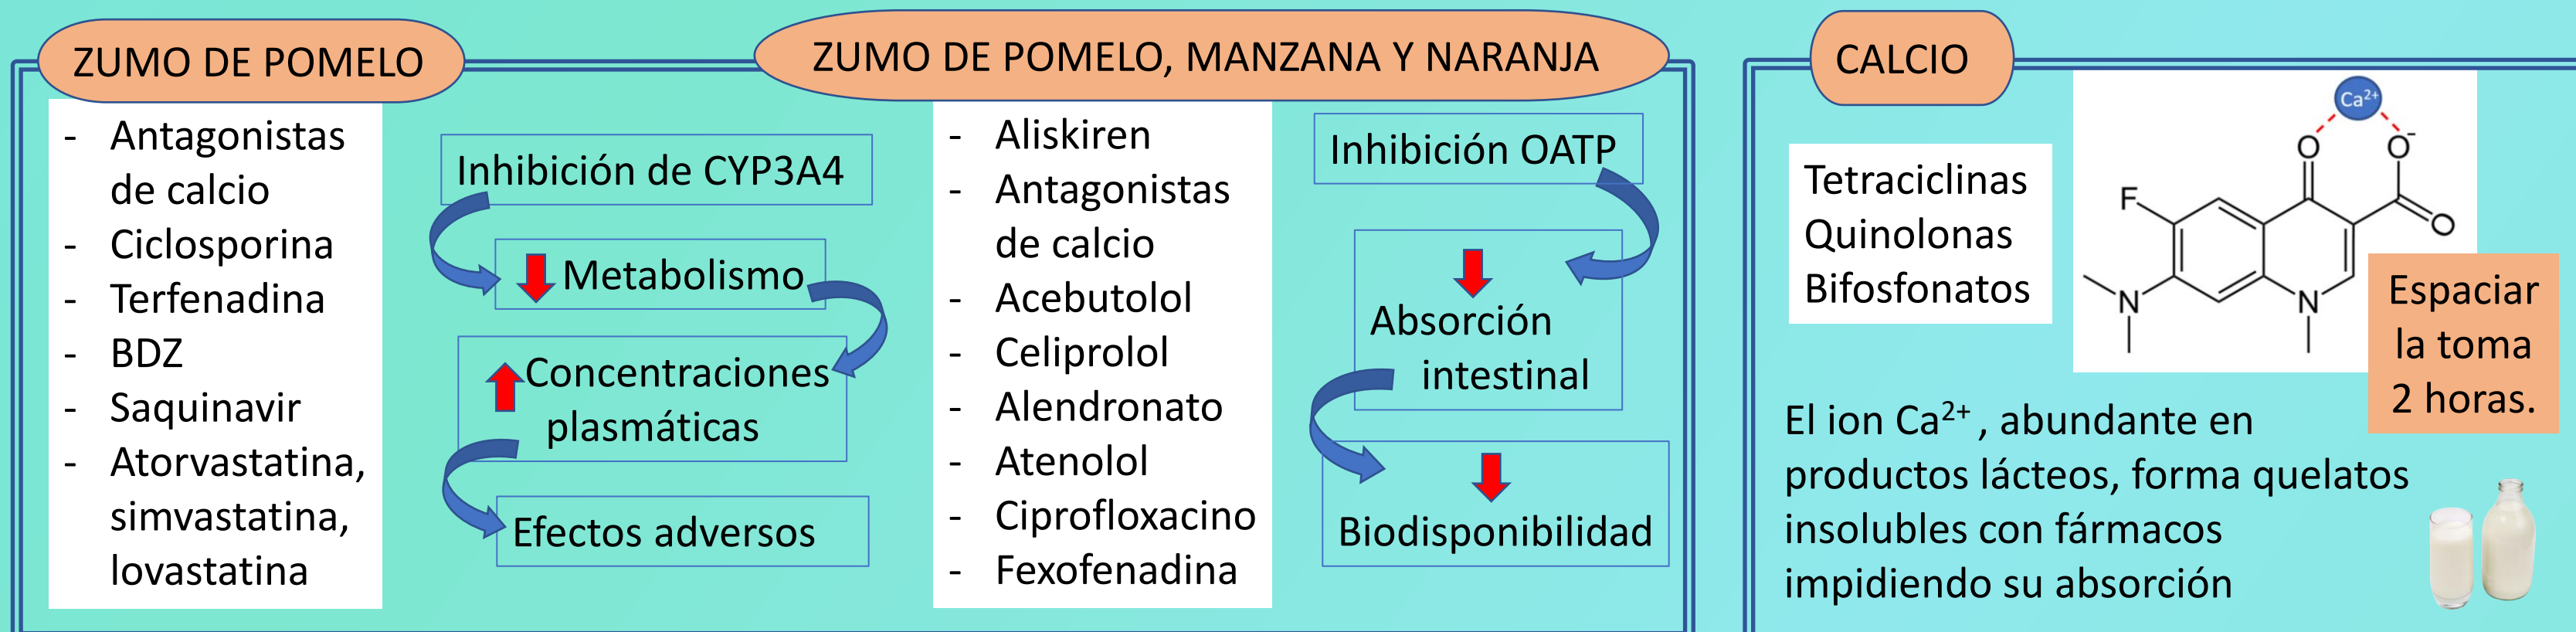 ZUMO DE POMELO
- Antagonistas
de calcio
- Ciclosporina
- Terfenadina
- BDZ
- Saquinavir
- Atorvastatina,
simvastatina,
lovastatina
Inhibición de CYP3A4
Metabolismo
Concentraciones
plasmáticas
Efectos adversos
ZUMO DE POMELO, MANZANA Y NARANJA
- Aliskiren
- Antagonistas
de calcio
- Acebutolol
- Celiprolol
- Alendronato
- Atenolol
- Ciprofloxacino
- Fexofenadina
Inhibición OATP
Absorción
intestinal
Biodisponibilidad
CALCIO
Tetraciclinas
Quinolonas
Bifosfonatos
Ca²⁺
O O⁻
F
O
N N
Espaciar
la toma
2 horas.
El ion Ca²⁺ , abundante en
productos lácteos, forma quelatos
insolubles con fármacos
impidiendo su absorción